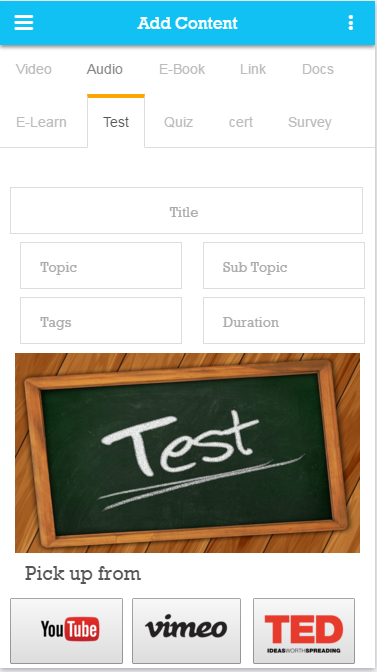 Add Content
Video Audio E-Book Link Docs
E-Learn Test Quiz cert Survey
Title
Topic Sub Topic
Tags Duration
Test
Pick up from
YouTube vimeo TED
IDEAS WORTH SPREADING